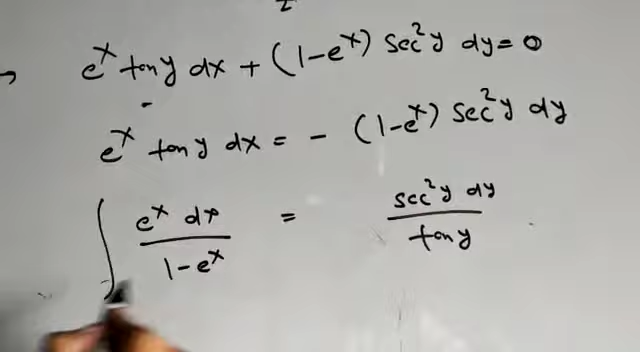 → e^x tan y dx + (1-e^x) sec^2 y dy = 0
e^x tan y dx = - (1-e^x) sec^2 y dy
∫ e^x dx / 1-e^x = sec^2 y dy / tan y